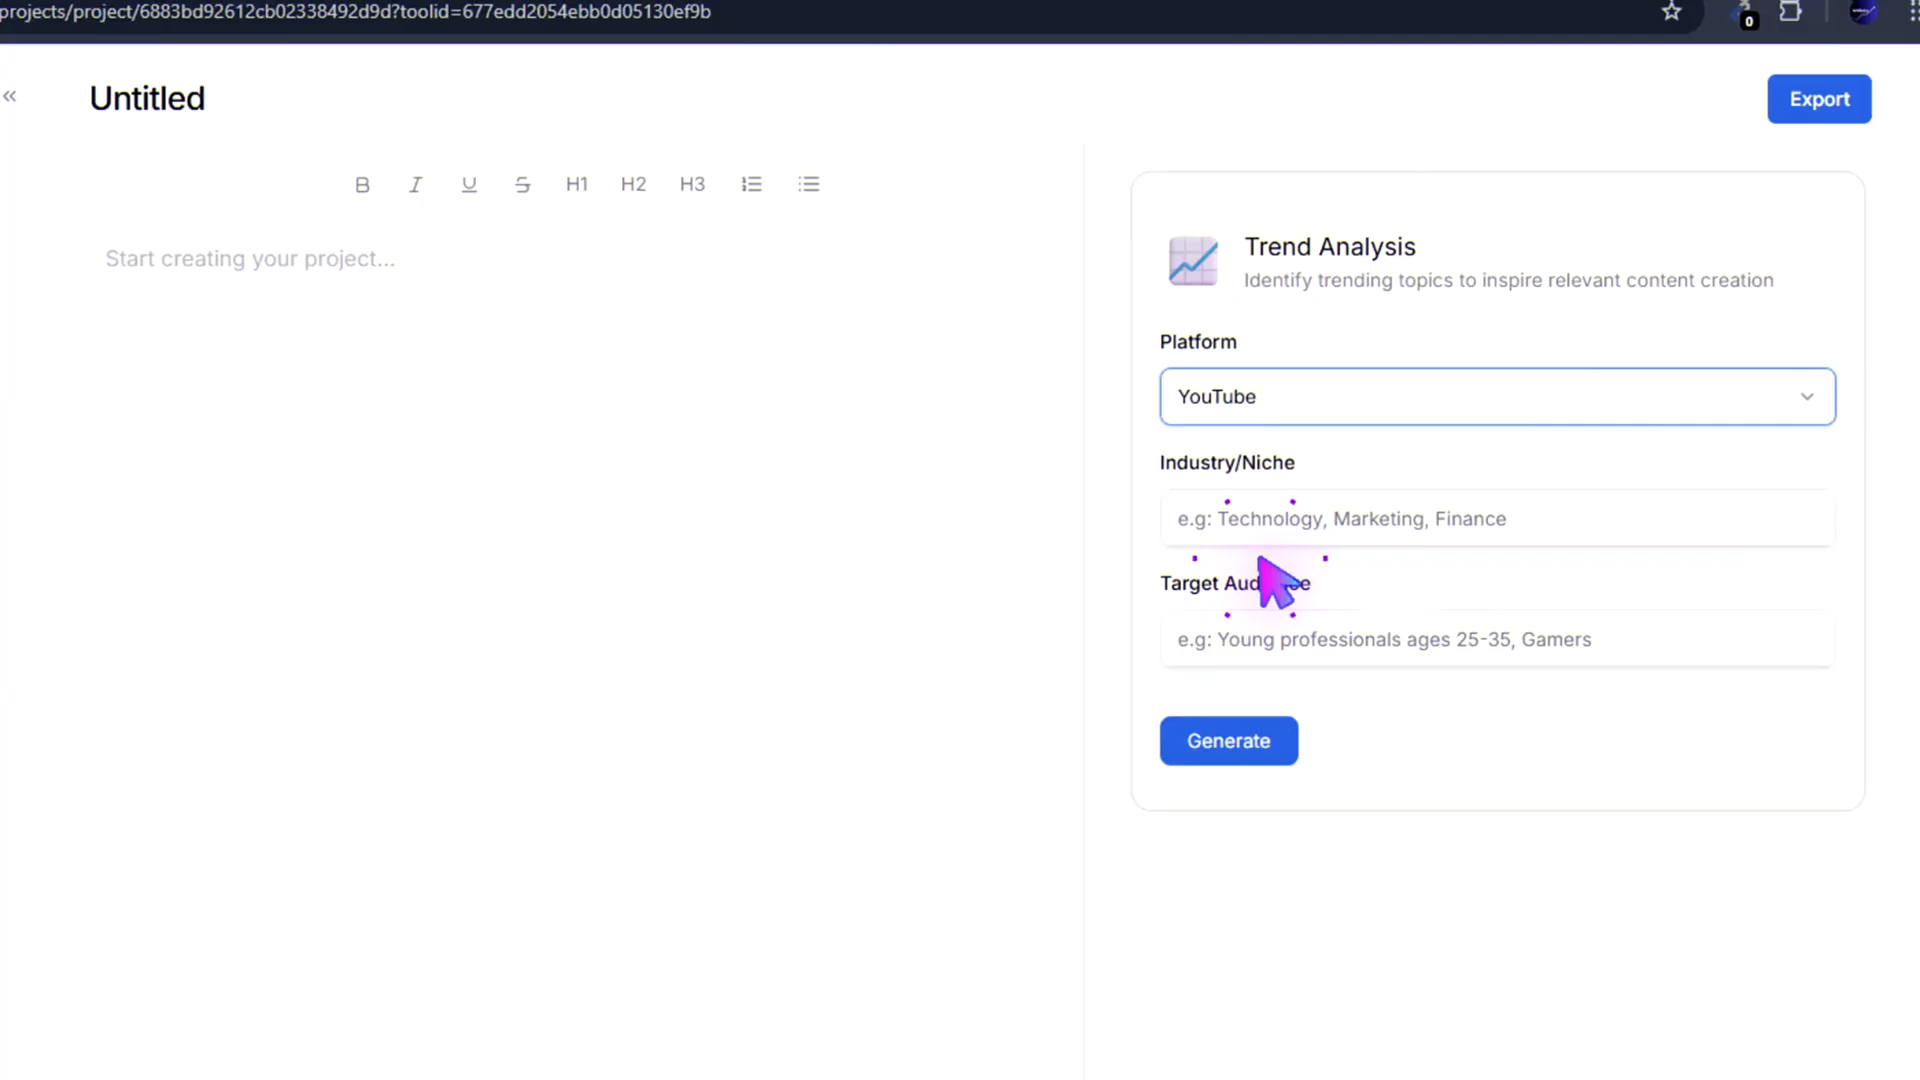 projects/project/6883bd92612cb02338492d9d?toolid=677edd2054ebb0d05130ef9b
0
Untitled
Export
B I U S H1 H2 H3
Start creating your project...
Trend Analysis
Identify trending topics to inspire relevant content creation
Platform
YouTube
Industry/Niche
e.g: Technology, Marketing, Finance
Target
e.g: Young professionals ages 25-35, Gamers
Generate